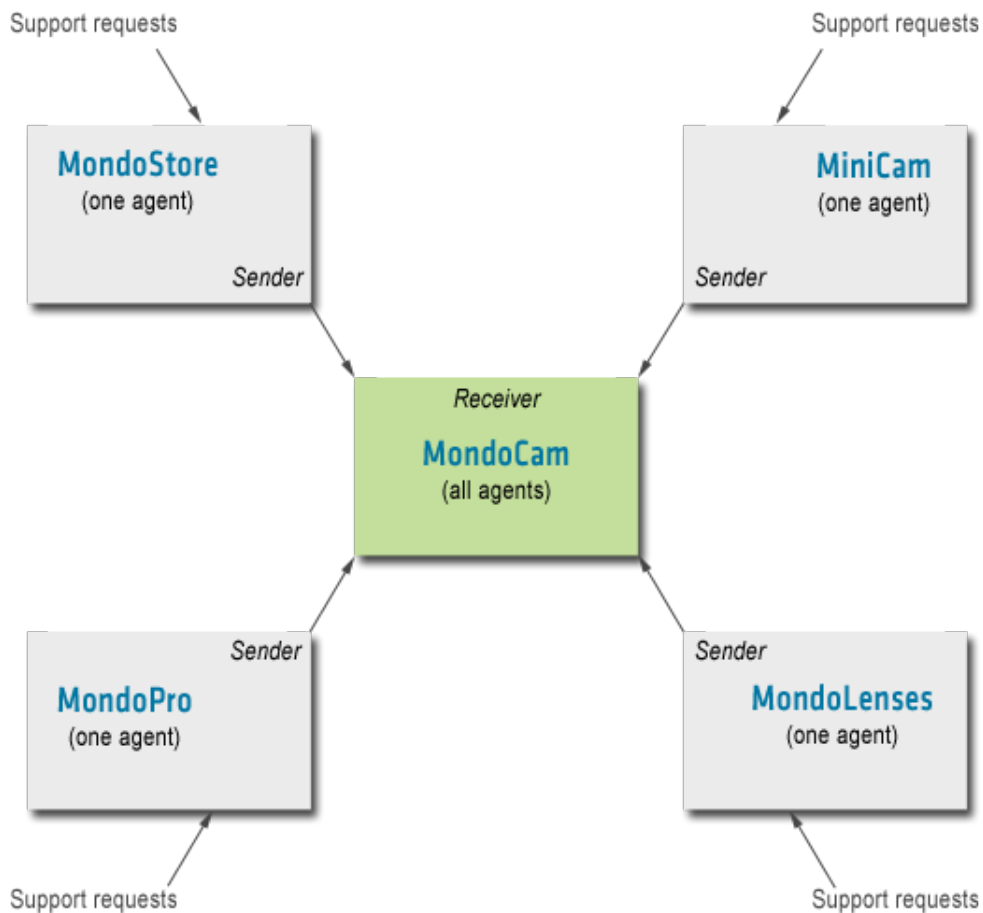 Support requests
Support requests
MondoStore
(one agent)
Sender
MiniCam
(one agent)
Sender
Receiver
MondoCam
(all agents)
Sender
MondoPro
(one agent)
Sender
MondoLenses
(one agent)
Support requests
Support requests